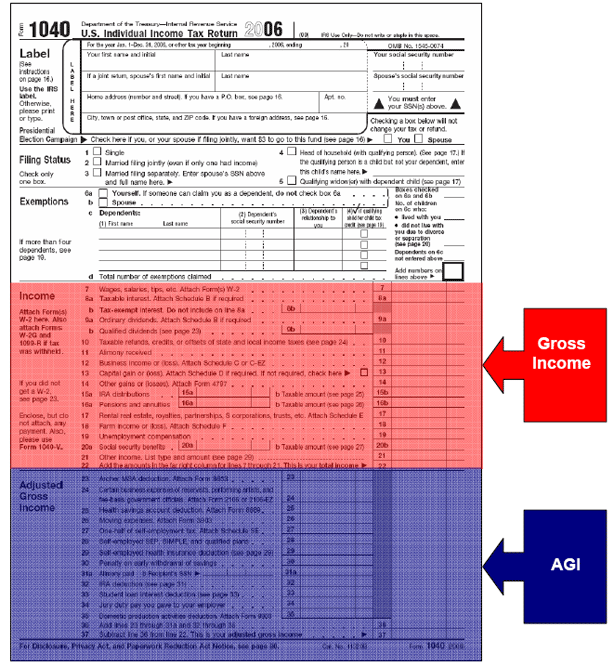 Form 1040 Department of the Treasury—Internal Revenue Service
U.S. Individual Income Tax Return 2006 (99) IRS Use Only—Do not write or staple in this space.
For the year Jan. 1–Dec. 31, 2006, or other tax year beginning , 2006, ending , 20
OMB No. 1545-0074
Label
(See instructions on page 16.)
Use the IRS label.
Otherwise, please print or type.
LABEL HERE
Your first name and initial Last name Your social security number
If a joint return, spouse's first name and initial Last name Spouse's social security number
Home address (number and street). If you have a P.O. box, see page 16. Apt. no.
▲ You must enter your SSN(s) above. ▲
City, town or post office, state, and ZIP code. If you have a foreign address, see page 16.
Checking a box below will not change your tax or refund.
Presidential
Election Campaign ▶ Check here if you, or your spouse if filing jointly, want $3 to go to this fund (see page 16) ▶ You Spouse
Filing Status
Check only one box.
1 Single
2 Married filing jointly (even if only one had income)
3 Married filing separately. Enter spouse's SSN above and full name here. ▶
4 Head of household (with qualifying person). (See page 17.) If the qualifying person is a child but not your dependent, enter this child's name here. ▶
5 Qualifying widow(er) with dependent child (see page 17)
Exemptions
6a Yourself. If someone can claim you as a dependent, do not check box 6a
b Spouse
c Dependents:
(1) First name Last name
(2) Dependent's social security number
(3) Dependent's relationship to you
(4) if qualifying child for child tax credit (see page 19)
If more than four dependents, see page 19.
Boxes checked on 6a and 6b
No. of children on 6c who:
• lived with you
• did not live with you due to divorce or separation (see page 20)
Dependents on 6c not entered above
Add numbers on lines above ▶
d Total number of exemptions claimed
Income
Attach Form(s) W-2 here. Also attach Forms W-2G and 1099-R if tax was withheld.
If you did not get a W-2, see page 23.
Enclose, but do not attach, any payment. Also, please use Form 1040-V.
7 Wages, salaries, tips, etc. Attach Form(s) W-2 7
8a Taxable interest. Attach Schedule B if required 8a
b Tax-exempt interest. Do not include on line 8a 8b
9a Ordinary dividends. Attach Schedule B if required 9a
b Qualified dividends (see page 23) 9b
10 Taxable refunds, credits, or offsets of state and local income taxes (see page 24) 10
11 Alimony received 11
12 Business income or (loss). Attach Schedule C or C-EZ 12
13 Capital gain or (loss). Attach Schedule D if required. If not required, check here ▶ 13
14 Other gains or (losses). Attach Form 4797 14
15a IRA distributions 15a b Taxable amount (see page 25) 15b
16a Pensions and annuities 16a b Taxable amount (see page 26) 16b
17 Rental real estate, royalties, partnerships, S corporations, trusts, etc. Attach Schedule E 17
18 Farm income or (loss). Attach Schedule F 18
19 Unemployment compensation 19
20a Social security benefits 20a b Taxable amount (see page 27) 20b
21 Other income. List type and amount (see page 29) 21
22 Add the amounts in the far right column for lines 7 through 21. This is your total income ▶ 22
Adjusted Gross Income
23 Archer MSA deduction. Attach Form 8853 23
24 Certain business expenses of reservists, performing artists, and fee-basis government officials. Attach Form 2106 or 2106-EZ 24
25 Health savings account deduction. Attach Form 8889 25
26 Moving expenses. Attach Form 3903 26
27 One-half of self-employment tax. Attach Schedule SE 27
28 Self-employed SEP, SIMPLE, and qualified plans 28
29 Self-employed health insurance deduction (see page 29) 29
30 Penalty on early withdrawal of savings 30
31a Alimony paid b Recipient's SSN ▶ 31a
32 IRA deduction (see page 31) 32
33 Student loan interest deduction (see page 33) 33
34 Jury duty pay you gave to your employer 34
35 Domestic production activities deduction. Attach Form 8903 35
36 Add lines 23 through 31a and 32 through 35 36
37 Subtract line 36 from line 22. This is your adjusted gross income ▶ 37
For Disclosure, Privacy Act, and Paperwork Reduction Act Notice, see page 80. Cat. No. 11320B Form 1040 2006
Gross
Income
AGI